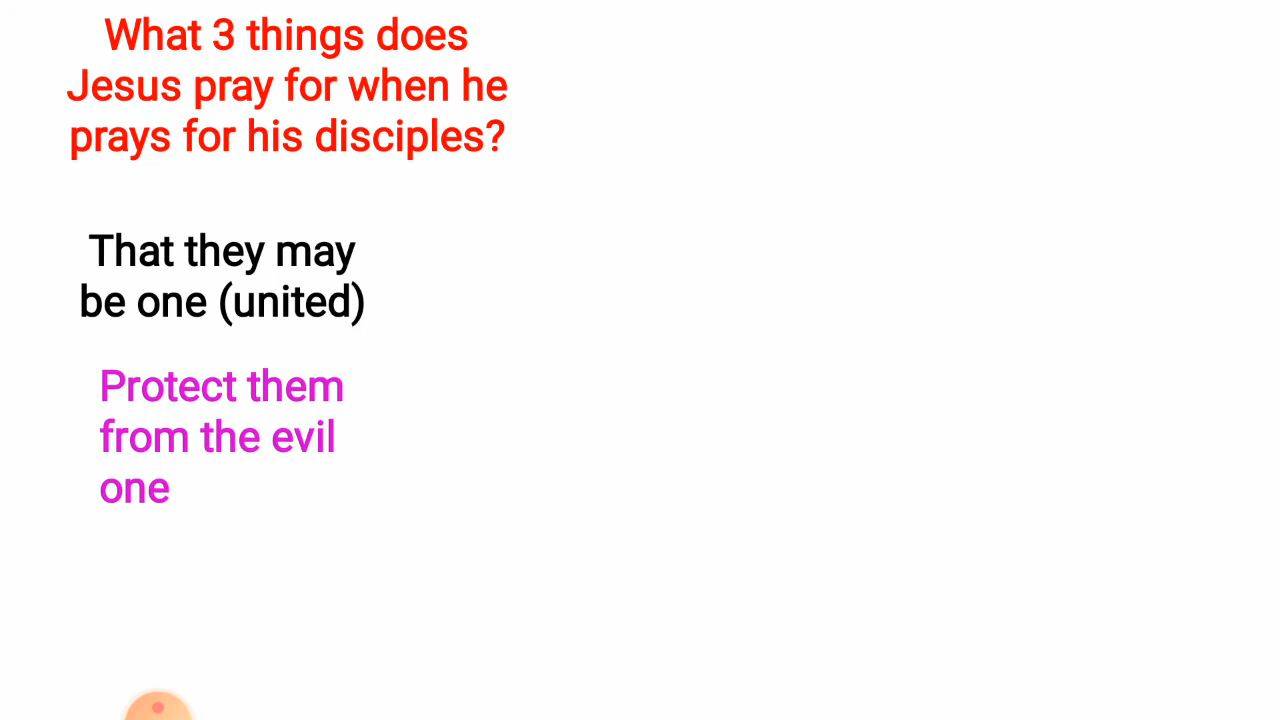 What 3 things does
Jesus pray for when he
prays for his disciples?
That they may
be one (united)
Protect them
from the evil
one